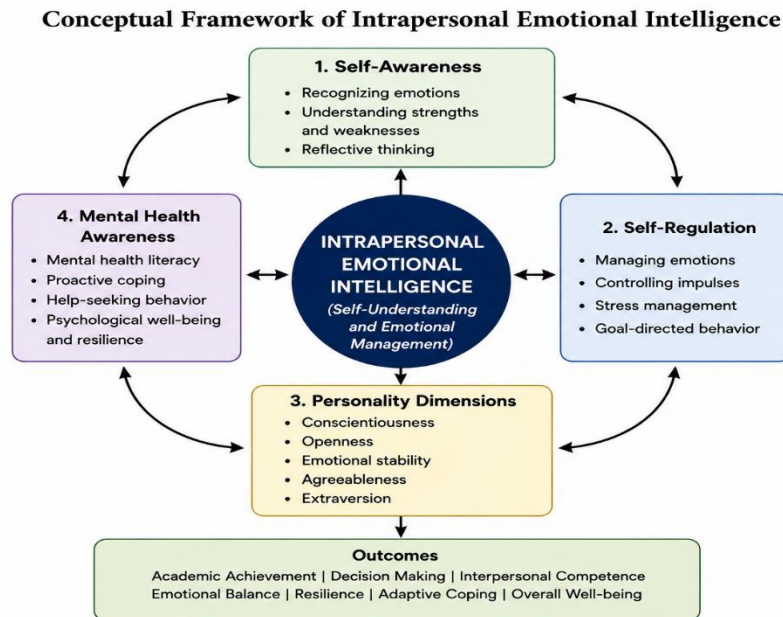 Conceptual Framework of Intrapersonal Emotional Intelligence
1. Self-Awareness
• Recognizing emotions
• Understanding strengths
and weaknesses
• Reflective thinking
4. Mental Health
Awareness
• Mental health literacy
• Proactive coping
• Help-seeking behavior
• Psychological well-being
and resilience
INTRAPERSONAL
EMOTIONAL
INTELLIGENCE
(Self-Understanding
and Emotional
Management)
2. Self-Regulation
• Managing emotions
• Controlling impulses
• Stress management
• Goal-directed behavior
3. Personality Dimensions
• Conscientiousness
• Openness
• Emotional stability
• Agreeableness
• Extraversion
Outcomes
Academic Achievement | Decision Making | Interpersonal Competence
Emotional Balance | Resilience | Adaptive Coping | Overall Well-being